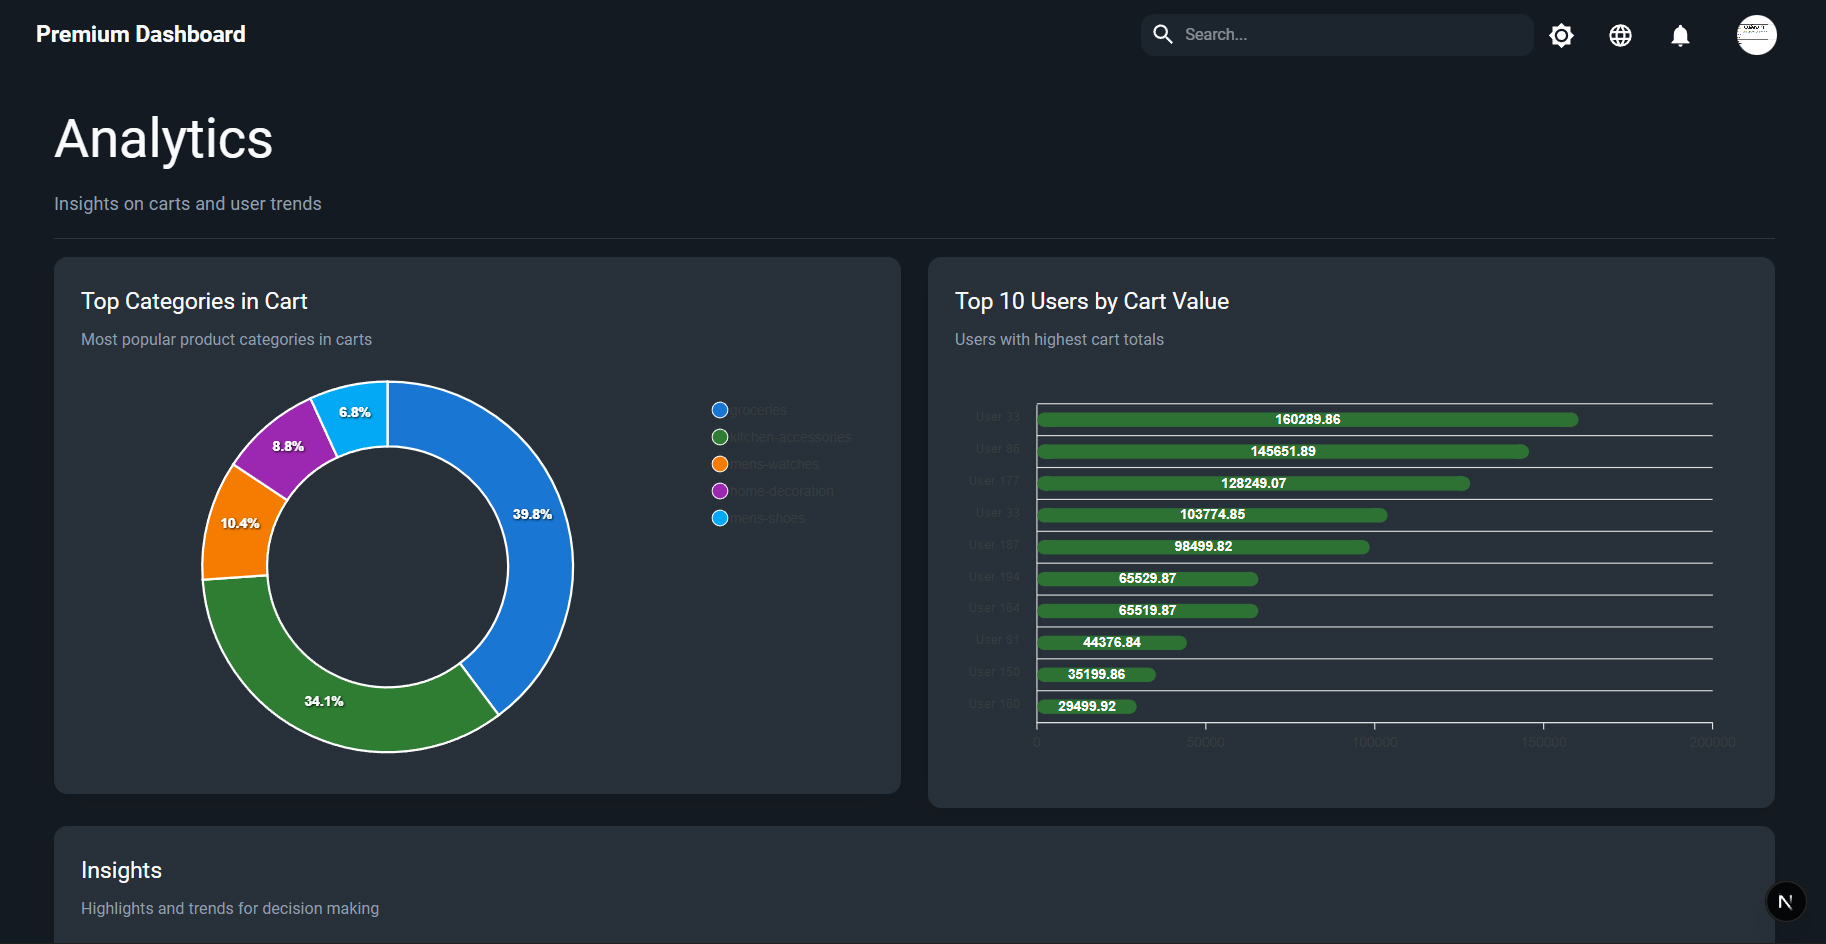 Premium Dashboard
Search...
Analytics
Insights on carts and user trends
Top Categories in Cart
Most popular product categories in carts
6.8%
8.8%
10.4%
39.8%
34.1%
groceries
kitchen-accessories
mens-watches
home-decoration
mens-shoes
Top 10 Users by Cart Value
Users with highest cart totals
User 33 160289.86
User 86 145651.89
User 177 128249.07
User 33 103774.85
User 187 98499.82
User 194 65529.87
User 164 65519.87
User 81 44376.84
User 150 35199.86
User 160 29499.92
0 50000 100000 150000 200000
Insights
Highlights and trends for decision making
N